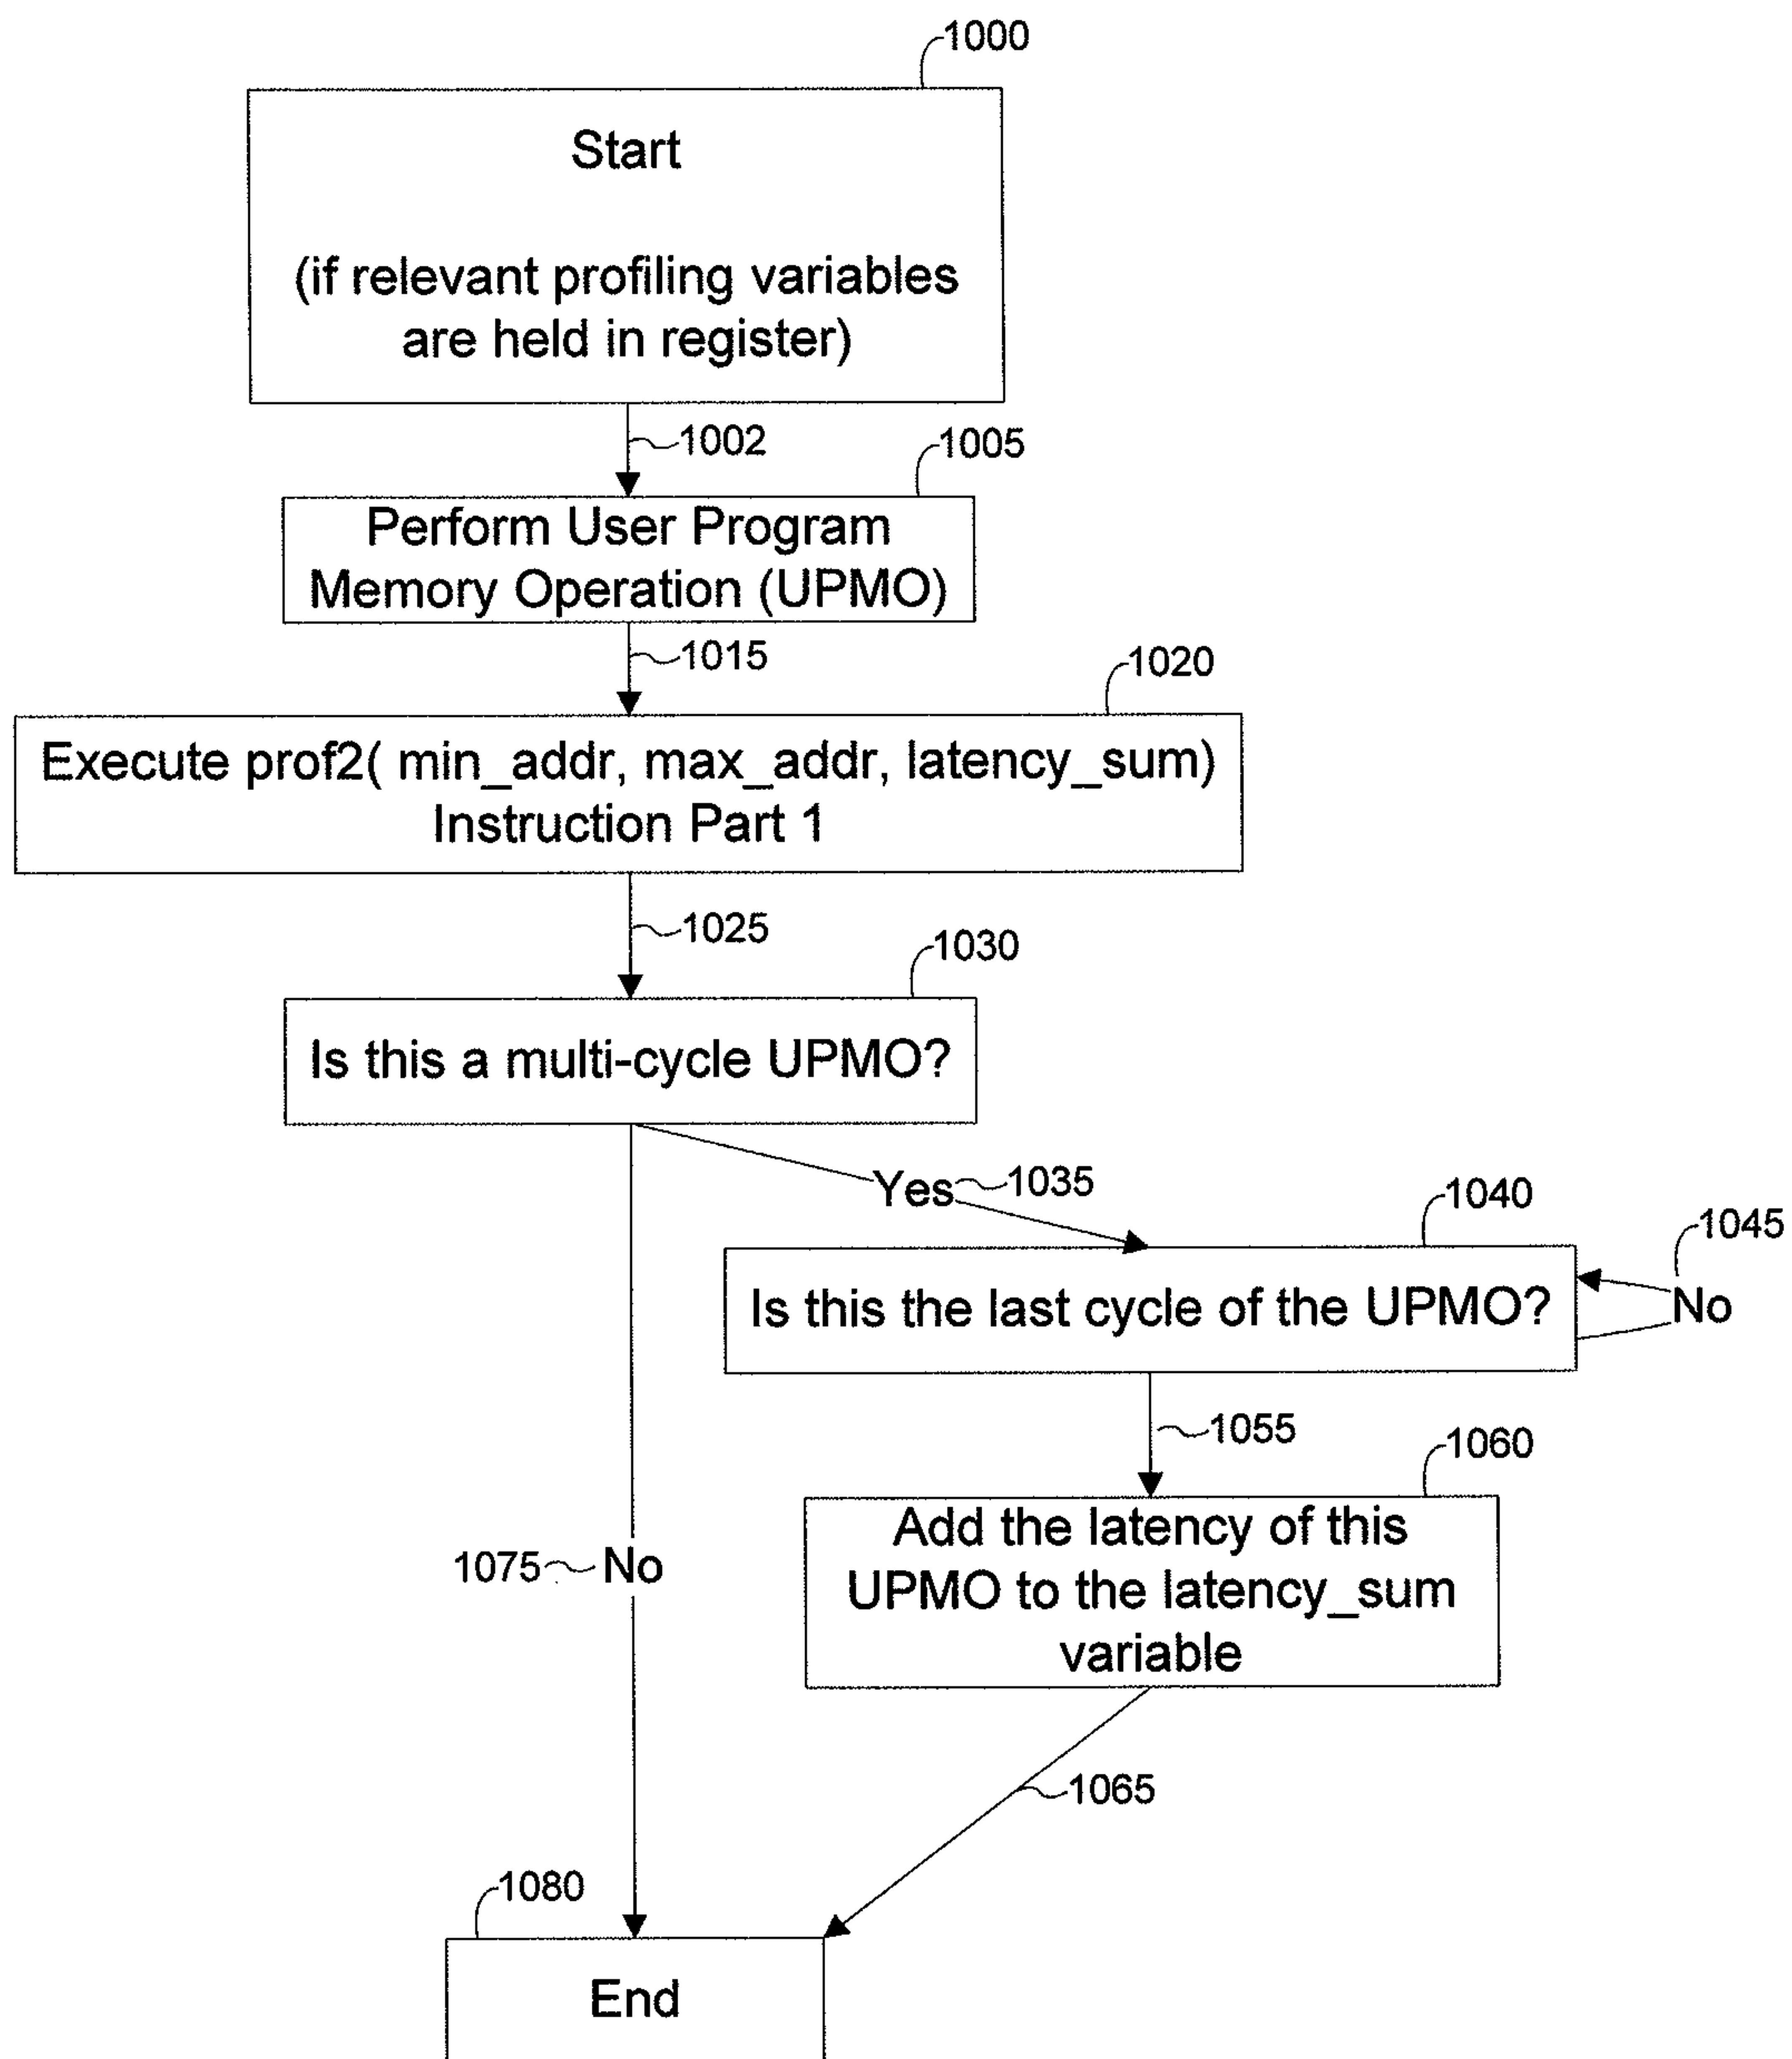 1000
Start
(if relevant profiling variables
are held in register)
1002
1005
Perform User Program
Memory Operation (UPMO)
1015
1020
Execute prof2( min_addr, max_addr, latency_sum)
Instruction Part 1
1025
1030
Is this a multi-cycle UPMO?
Yes 1035
1040
1045
Is this the last cycle of the UPMO?
No
1055
1060
Add the latency of this
UPMO to the latency_sum
variable
1075 No
1065
1080
End